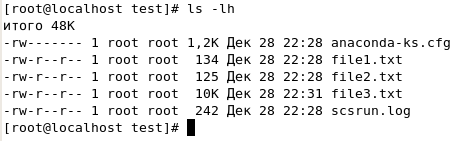 [root@localhost test]# ls -lh
итого 48K
-rw------- 1 root root 1,2K Дек 28 22:28 anaconda-ks.cfg
-rw-r--r-- 1 root root  134 Дек 28 22:28 file1.txt
-rw-r--r-- 1 root root  125 Дек 28 22:28 file2.txt
-rw-r--r-- 1 root root  10K Дек 28 22:31 file3.txt
-rw-r--r-- 1 root root  242 Дек 28 22:28 scsrun.log
[root@localhost test]#